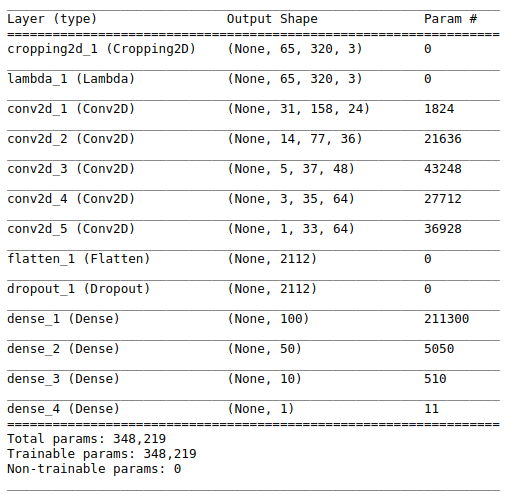 Layer (type) Output Shape Param #
cropping2d_1 (Cropping2D) (None, 65, 320, 3) 0
lambda_1 (Lambda) (None, 65, 320, 3) 0
conv2d_1 (Conv2D) (None, 31, 158, 24) 1824
conv2d_2 (Conv2D) (None, 14, 77, 36) 21636
conv2d_3 (Conv2D) (None, 5, 37, 48) 43248
conv2d_4 (Conv2D) (None, 3, 35, 64) 27712
conv2d_5 (Conv2D) (None, 1, 33, 64) 36928
flatten_1 (Flatten) (None, 2112) 0
dropout_1 (Dropout) (None, 2112) 0
dense_1 (Dense) (None, 100) 211300
dense_2 (Dense) (None, 50) 5050
dense_3 (Dense) (None, 10) 510
dense_4 (Dense) (None, 1) 11
Total params: 348,219
Trainable params: 348,219
Non-trainable params: 0